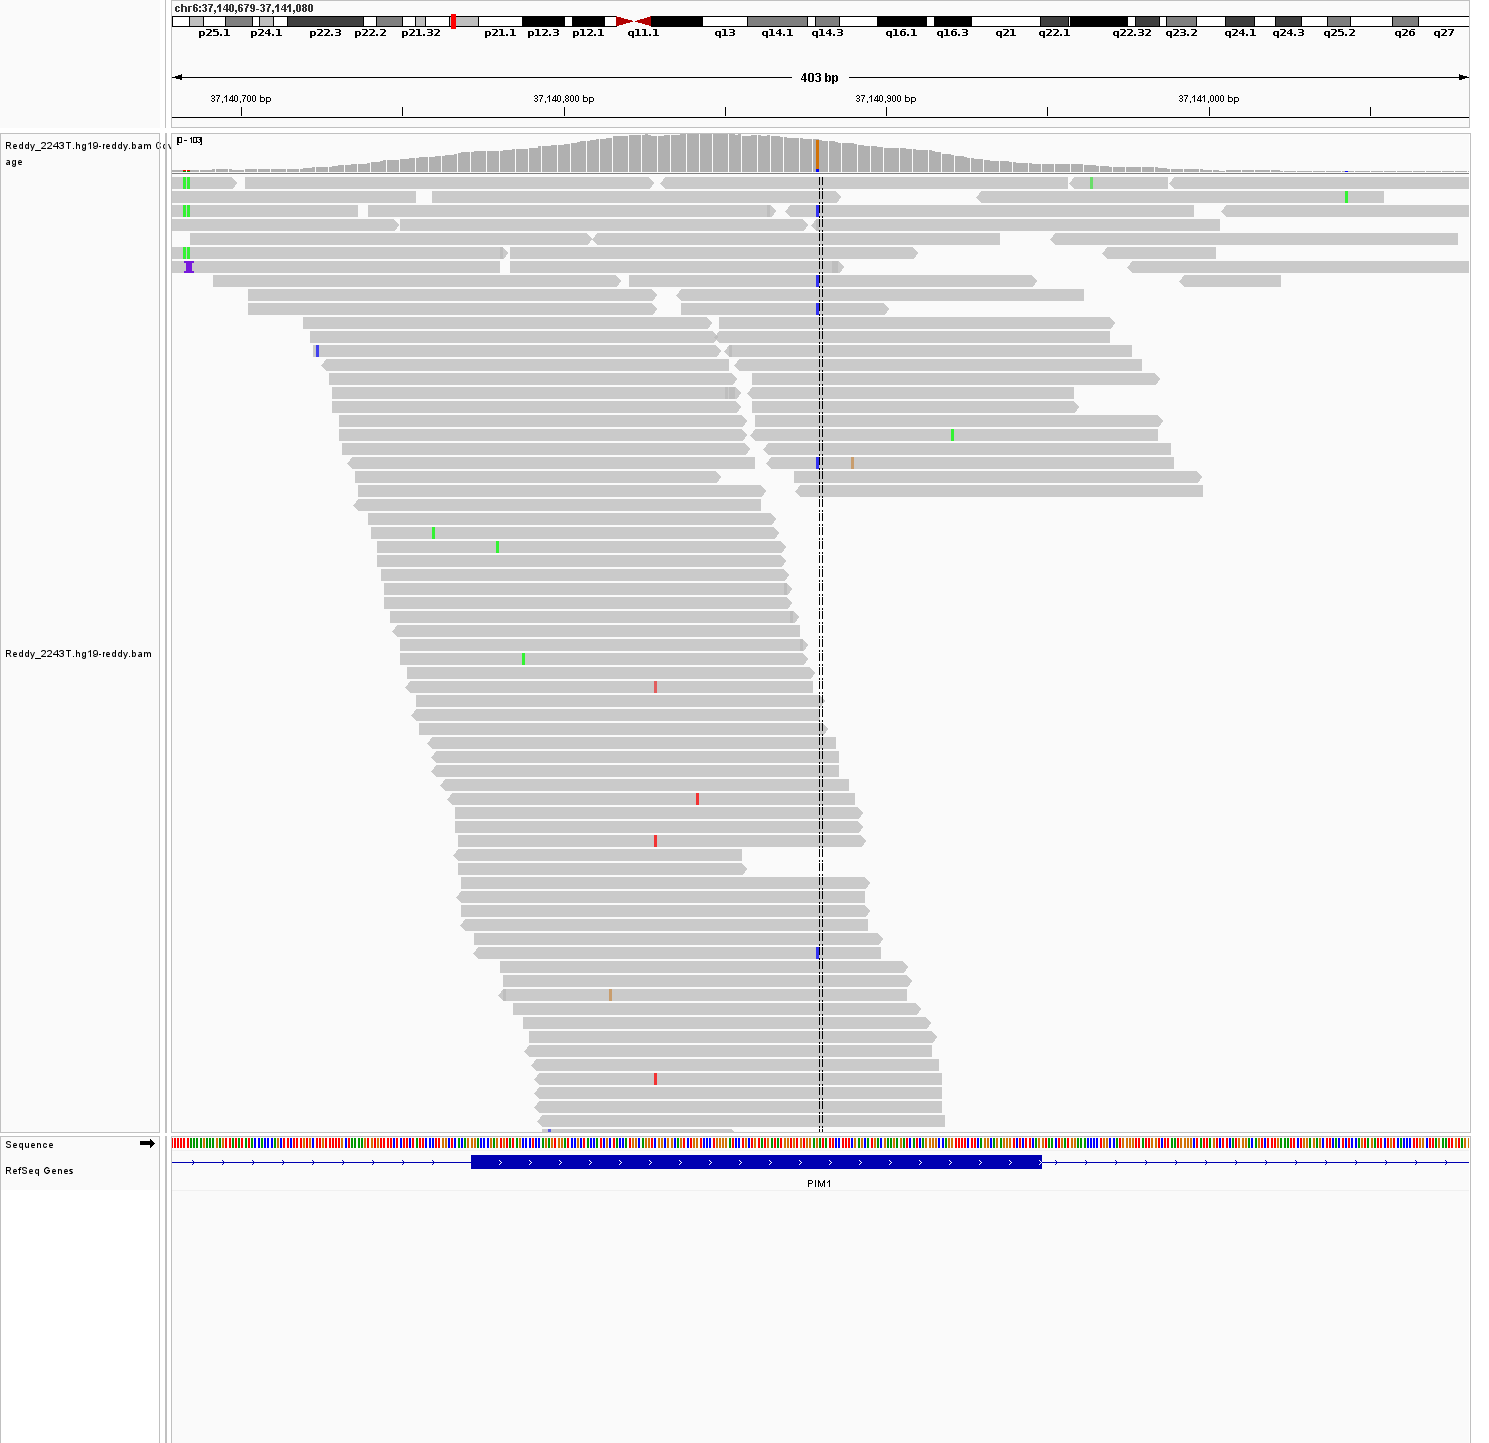 chr6:37,140,679-37,141,080
p25.1 p24.1 p22.3 p22.2 p21.32 p21.1 p12.3 p12.1 q11.1 q13 q14.1 q14.3 q16.1 q16.3 q21 q22.1 q22.32 q23.2 q24.1 q24.3 q25.2 q26 q27
403 bp
37,140,700 bp 37,140,800 bp 37,140,900 bp 37,141,000 bp
[0 - 103]
Reddy_2243T.hg19-reddy.bam Cov
age
Reddy_2243T.hg19-reddy.bam
Sequence
RefSeq Genes
PIM1